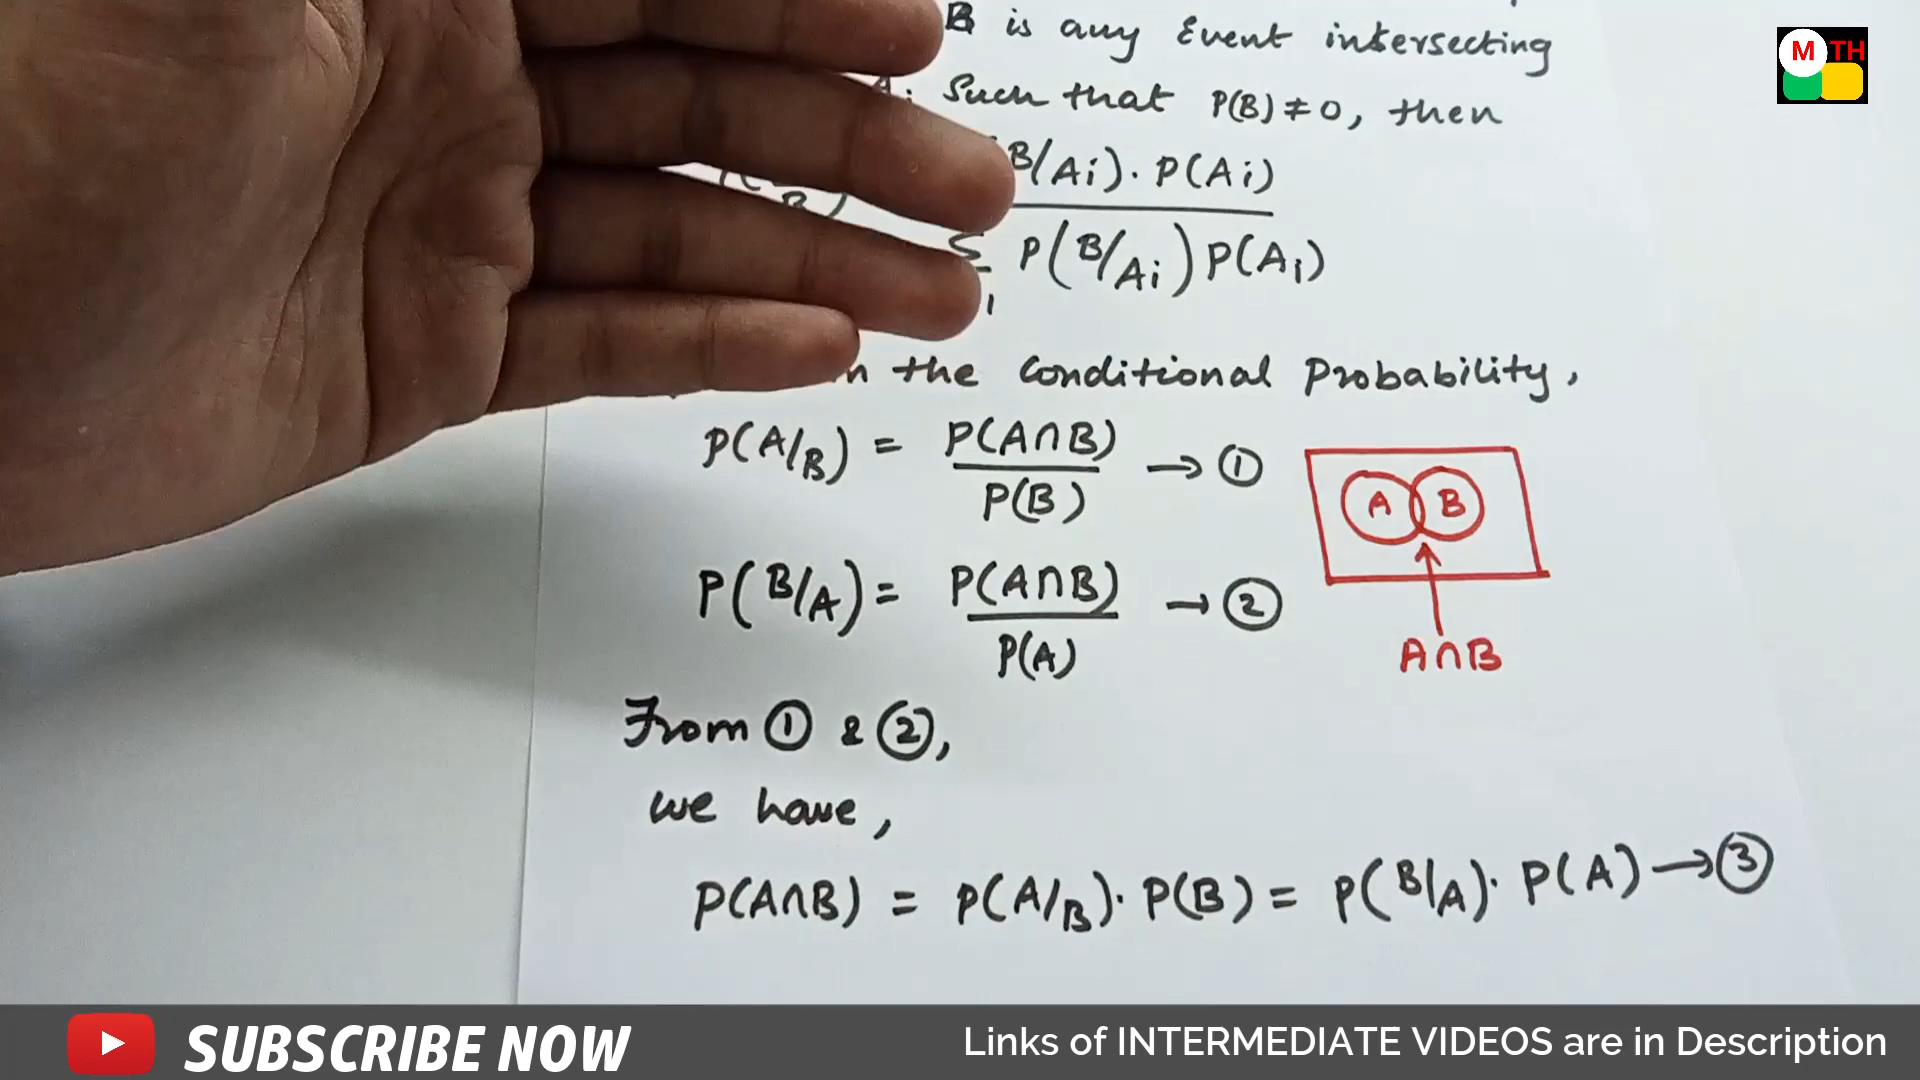 B is any Event intersecting
M TH
Such that P(B) ≠ 0, then
B/Ai). P(Ai)
P(B/Ai) P(Ai)
1
the Conditional Probability,
P(A/B) = P(A∩B) / P(B) → ①
A B
P(B/A) = P(A∩B) / P(A) → ②
A∩B
From ① & ②,
we have,
P(A∩B) = P(A/B). P(B) = P(B/A). P(A) → ③
SUBSCRIBE NOW
Links of INTERMEDIATE VIDEOS are in Description